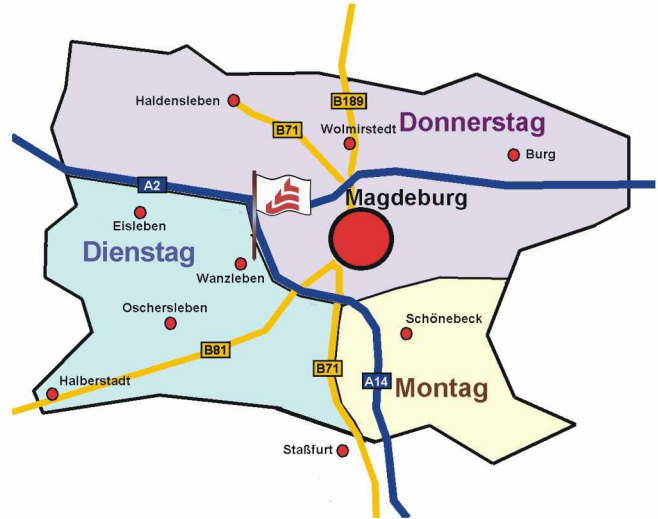 B189
Haldensleben
B71
Donnerstag
Wolmirstedt
Burg
A2
Magdeburg
Eisleben
Dienstag
Wanzleben
Oschersleben
Schönebeck
B81
B71
A14
Montag
Halberstadt
Staßfurt